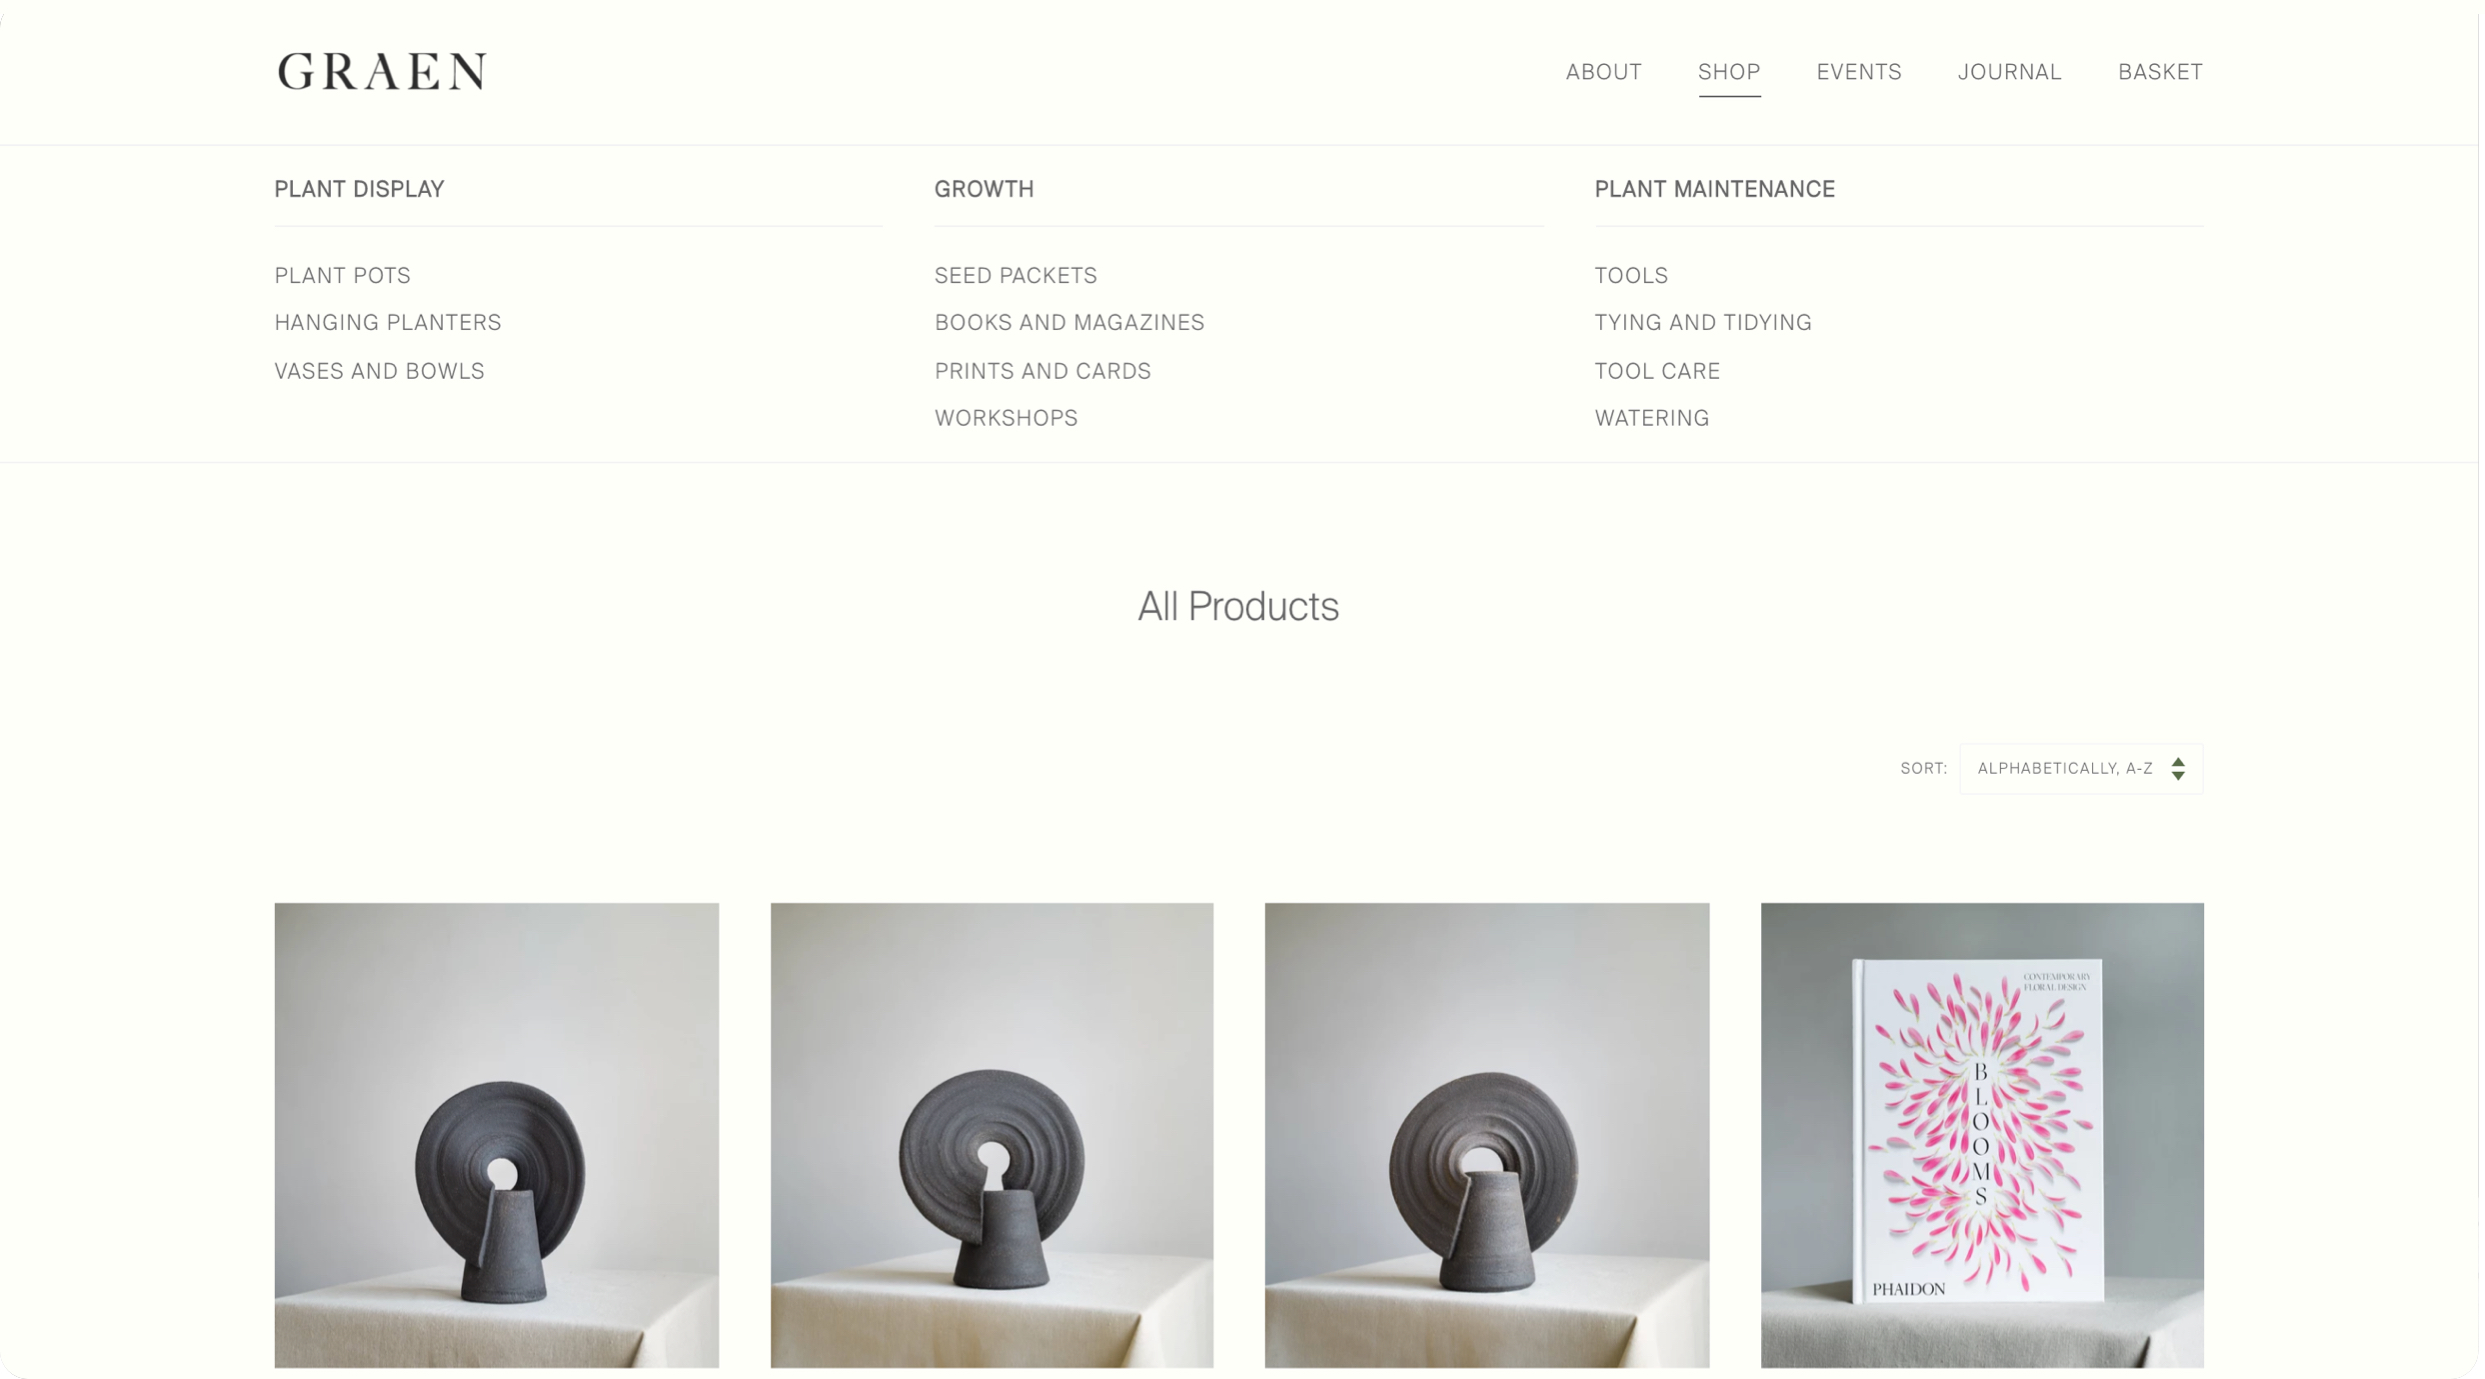 GRAEN
ABOUT SHOP EVENTS JOURNAL BASKET
PLANT DISPLAY
PLANT POTS
HANGING PLANTERS
VASES AND BOWLS
GROWTH
SEED PACKETS
BOOKS AND MAGAZINES
PRINTS AND CARDS
WORKSHOPS
PLANT MAINTENANCE
TOOLS
TYING AND TIDYING
TOOL CARE
WATERING
All Products
SORT: ALPHABETICALLY, A-Z
CONTEMPORARY
FLORAL DESIGN
BLOOMS
PHAIDON